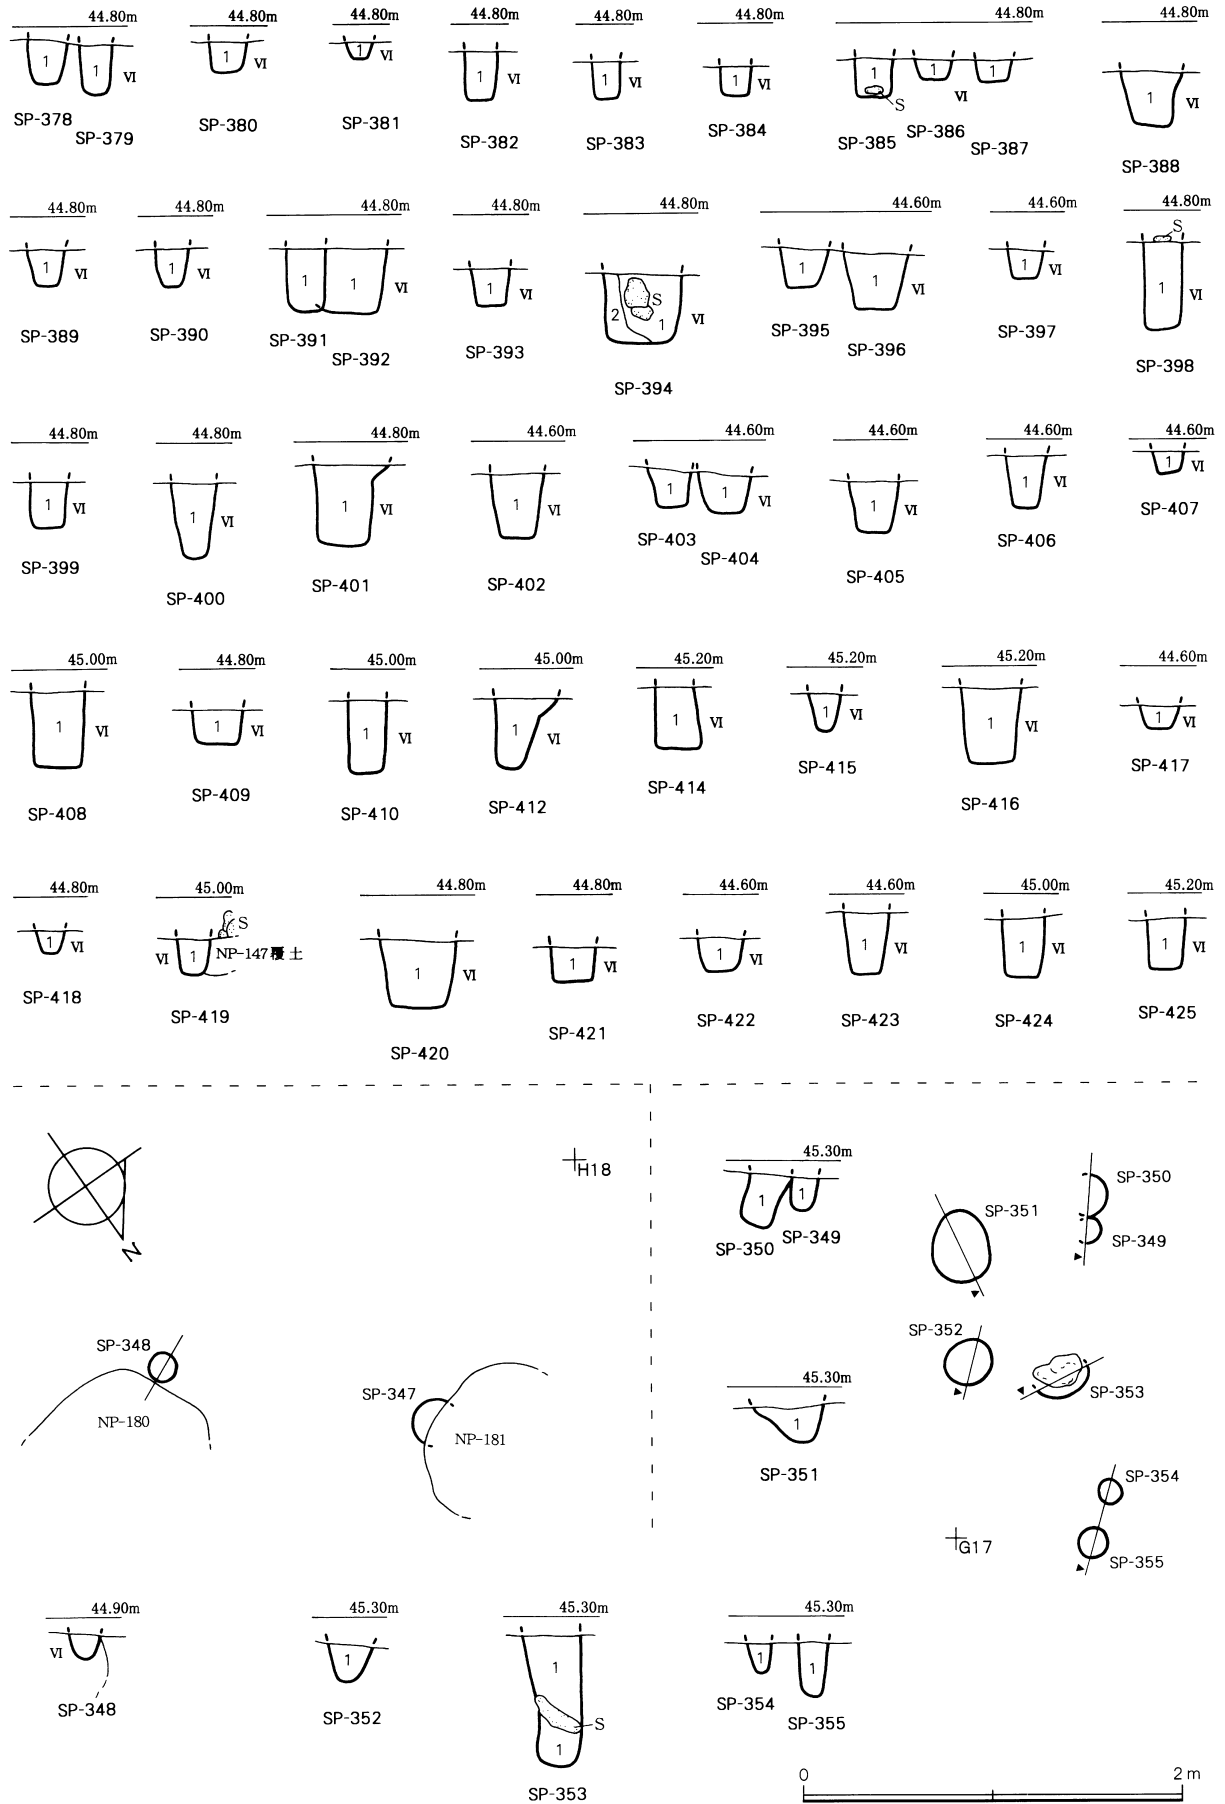 44.80m 44.80m 44.80m 44.80m 44.80m 44.80m 44.80m 44.80m
1 1 VI 1 VI 1 VI 1 VI 1 VI 1 VI 1 S VI 1 VI
SP-378 SP-379 SP-380 SP-381 SP-382 SP-383 SP-384 SP-385 SP-386 SP-387 SP-388
44.80m 44.80m 44.80m 44.80m 44.80m 44.60m 44.60m 44.80m
1 VI 1 VI 1 1 VI 1 VI 2 S 1 VI 1 1 VI 1 VI S 1 VI
SP-389 SP-390 SP-391 SP-392 SP-393 SP-394 SP-395 SP-396 SP-397 SP-398
44.80m 44.80m 44.80m 44.60m 44.60m 44.60m 44.60m 44.60m
1 VI 1 VI 1 VI 1 VI 1 1 VI 1 VI 1 VI 1 VI
SP-399 SP-400 SP-401 SP-402 SP-403 SP-404 SP-405 SP-406 SP-407
45.00m 44.80m 45.00m 45.00m 45.20m 45.20m 45.20m 44.60m
1 VI 1 VI 1 VI 1 VI 1 VI 1 VI 1 VI 1 VI
SP-408 SP-409 SP-410 SP-412 SP-414 SP-415 SP-416 SP-417
44.80m 45.00m 44.80m 44.80m 44.60m 44.60m 45.00m 45.20m
1 VI VI 1 S NP-147覆土 1 VI 1 VI 1 VI 1 VI 1 VI 1 VI
SP-418 SP-419 SP-420 SP-421 SP-422 SP-423 SP-424 SP-425
N
H18
SP-348
NP-180
SP-347
NP-181
45.30m
1 1
SP-350 SP-349
SP-350
SP-351
SP-349
SP-352
SP-353
45.30m
1
SP-351
SP-354
G17
SP-355
44.90m 45.30m 45.30m 45.30m
VI 1 1 S 1 1 1
SP-348 SP-352 SP-353 SP-354 SP-355
0 2m